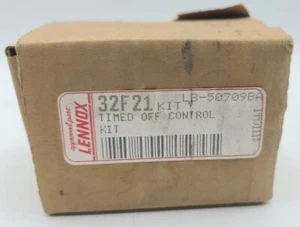 32F21 KIT LB-50709BA
TIMED OFF CONTROL
KIT
LENNOX